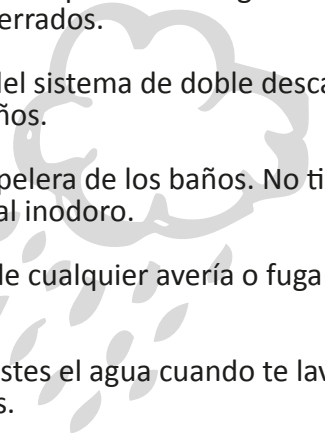 errados.
del sistema de doble desca
ños.
pelera de los baños. No ti
al inodoro.
de cualquier avería o fuga
stes el agua cuando te lav
s.